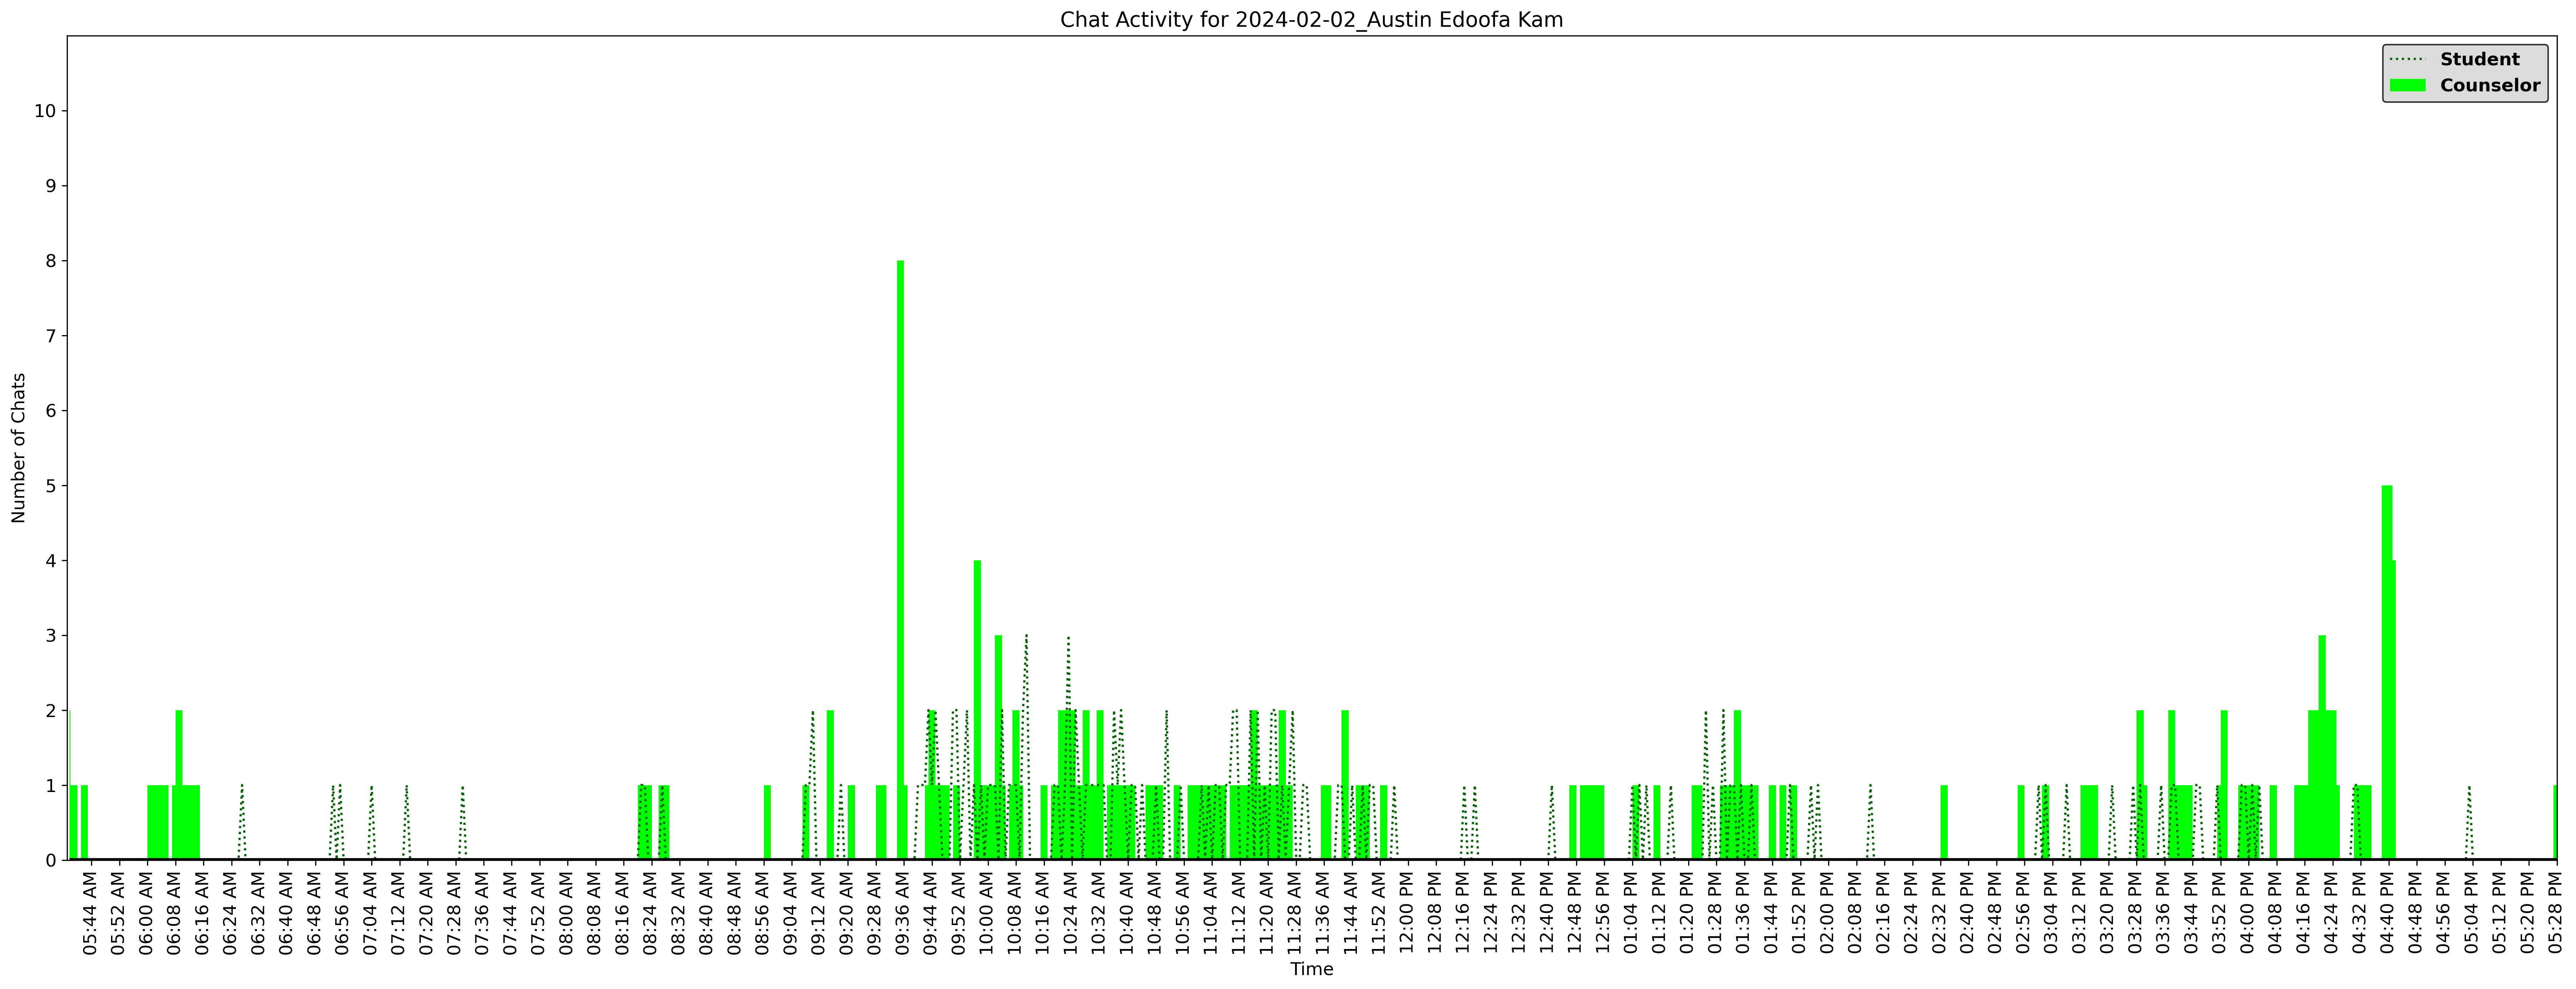 Chat Activity for 2024-02-02_Austin Edoofa Kam
Student
Counselor
Number of Chats
10
9
8
7
6
5
4
3
2
1
0
05:44 AM
05:52 AM
06:00 AM
06:08 AM
06:16 AM
06:24 AM
06:32 AM
06:40 AM
06:48 AM
06:56 AM
07:04 AM
07:12 AM
07:20 AM
07:28 AM
07:36 AM
07:44 AM
07:52 AM
08:00 AM
08:08 AM
08:16 AM
08:24 AM
08:32 AM
08:40 AM
08:48 AM
08:56 AM
09:04 AM
09:12 AM
09:20 AM
09:28 AM
09:36 AM
09:44 AM
09:52 AM
10:00 AM
10:08 AM
10:16 AM
10:24 AM
10:32 AM
10:40 AM
10:48 AM
10:56 AM
11:04 AM
11:12 AM
11:20 AM
11:28 AM
11:36 AM
11:44 AM
11:52 AM
12:00 PM
12:08 PM
12:16 PM
12:24 PM
12:32 PM
12:40 PM
12:48 PM
12:56 PM
01:04 PM
01:12 PM
01:20 PM
01:28 PM
01:36 PM
01:44 PM
01:52 PM
02:00 PM
02:08 PM
02:16 PM
02:24 PM
02:32 PM
02:40 PM
02:48 PM
02:56 PM
03:04 PM
03:12 PM
03:20 PM
03:28 PM
03:36 PM
03:44 PM
03:52 PM
04:00 PM
04:08 PM
04:16 PM
04:24 PM
04:32 PM
04:40 PM
04:48 PM
04:56 PM
05:04 PM
05:12 PM
05:20 PM
05:28 PM
Time